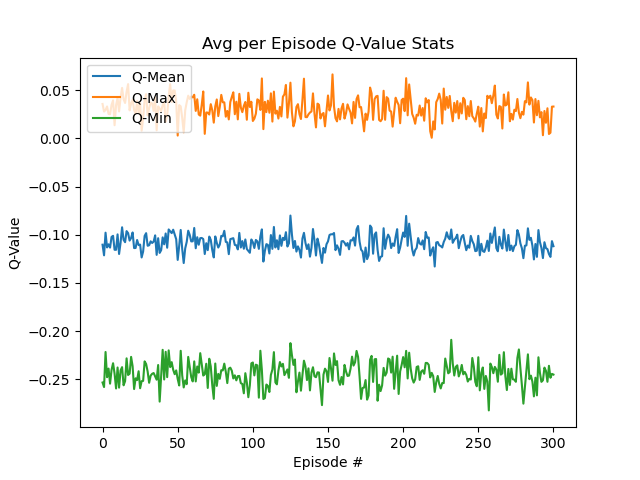 Avg per Episode Q-Value Stats
Q-Mean
Q-Max
Q-Min
Q-Value
0.05
0.00
−0.05
−0.10
−0.15
−0.20
−0.25
0 50 100 150 200 250 300
Episode #